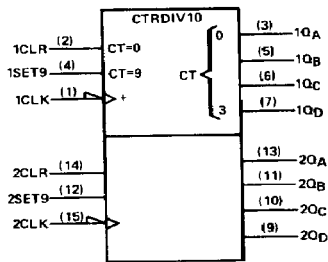 CTRDIV10
1CLR (2) CT=0
1SET9 (4) CT=9
1CLK (1) +
CT { 0 3
(3) 1QA
(5) 1QB
(6) 1QC
(7) 1QD
2CLR (14)
2SET9 (12)
2CLK (15)
(13) 2QA
(11) 2QB
(10) 2QC
(9) 2QD